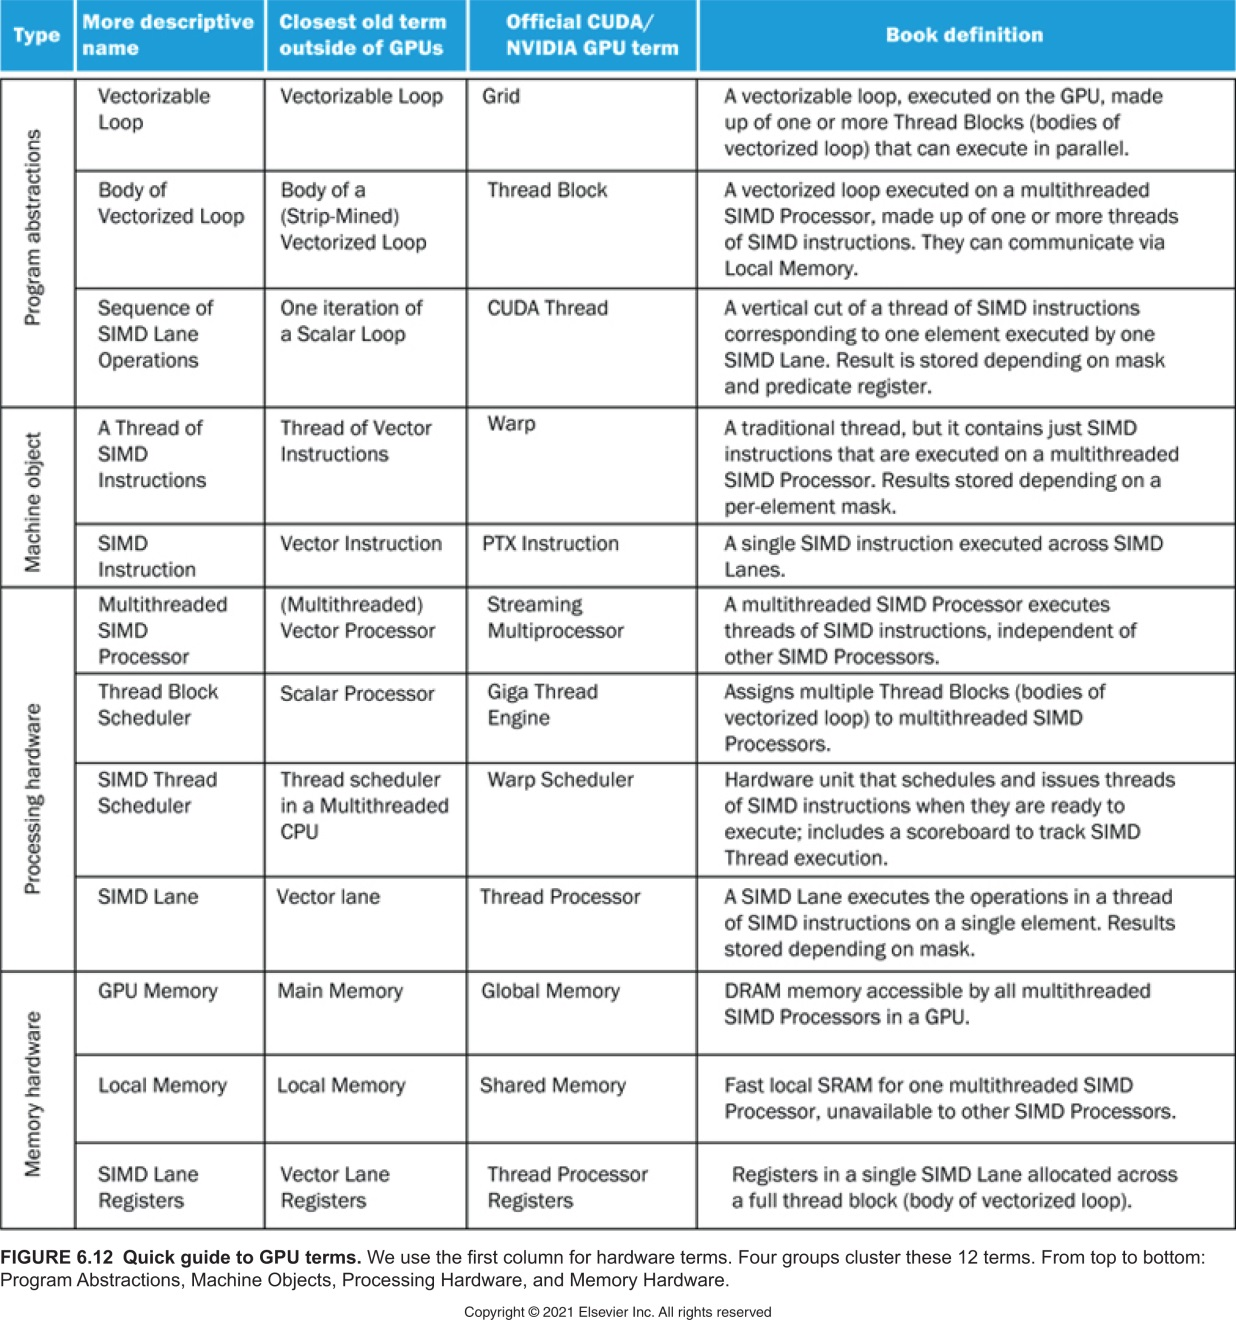 Type
More descriptive
name
Closest old term
outside of GPUs
Official CUDA/
NVIDIA GPU term
Book definition
Program abstractions
Vectorizable
Loop
Vectorizable Loop
Grid
A vectorizable loop, executed on the GPU, made
up of one or more Thread Blocks (bodies of
vectorized loop) that can execute in parallel.
Body of
Vectorized Loop
Body of a
(Strip-Mined)
Vectorized Loop
Thread Block
A vectorized loop executed on a multithreaded
SIMD Processor, made up of one or more threads
of SIMD instructions. They can communicate via
Local Memory.
Sequence of
SIMD Lane
Operations
One iteration of
a Scalar Loop
CUDA Thread
A vertical cut of a thread of SIMD instructions
corresponding to one element executed by one
SIMD Lane. Result is stored depending on mask
and predicate register.
Machine object
A Thread of
SIMD
Instructions
Thread of Vector
Instructions
Warp
A traditional thread, but it contains just SIMD
instructions that are executed on a multithreaded
SIMD Processor. Results stored depending on a
per-element mask.
SIMD
Instruction
Vector Instruction
PTX Instruction
A single SIMD instruction executed across SIMD
Lanes.
Processing hardware
Multithreaded
SIMD
Processor
(Multithreaded)
Vector Processor
Streaming
Multiprocessor
A multithreaded SIMD Processor executes
threads of SIMD instructions, independent of
other SIMD Processors.
Thread Block
Scheduler
Scalar Processor
Giga Thread
Engine
Assigns multiple Thread Blocks (bodies of
vectorized loop) to multithreaded SIMD
Processors.
SIMD Thread
Scheduler
Thread scheduler
in a Multithreaded
CPU
Warp Scheduler
Hardware unit that schedules and issues threads
of SIMD instructions when they are ready to
execute; includes a scoreboard to track SIMD
Thread execution.
SIMD Lane
Vector lane
Thread Processor
A SIMD Lane executes the operations in a thread
of SIMD instructions on a single element. Results
stored depending on mask.
Memory hardware
GPU Memory
Main Memory
Global Memory
DRAM memory accessible by all multithreaded
SIMD Processors in a GPU.
Local Memory
Local Memory
Shared Memory
Fast local SRAM for one multithreaded SIMD
Processor, unavailable to other SIMD Processors.
SIMD Lane
Registers
Vector Lane
Registers
Thread Processor
Registers
Registers in a single SIMD Lane allocated across
a full thread block (body of vectorized loop).
FIGURE 6.12 Quick guide to GPU terms. We use the first column for hardware terms. Four groups cluster these 12 terms. From top to bottom:
Program Abstractions, Machine Objects, Processing Hardware, and Memory Hardware.
Copyright © 2021 Elsevier Inc. All rights reserved